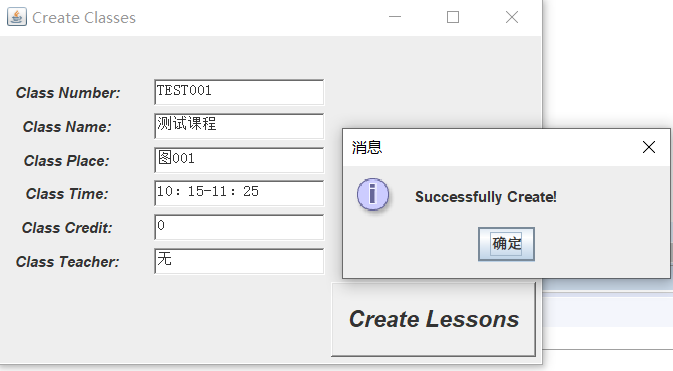 Create Classes
Class Number:
TEST001
Class Name:
测试课程
Class Place:
图001
Class Time:
10：15-11：25
Class Credit:
0
Class Teacher:
无
Create Lessons
消息
Successfully Create!
确定